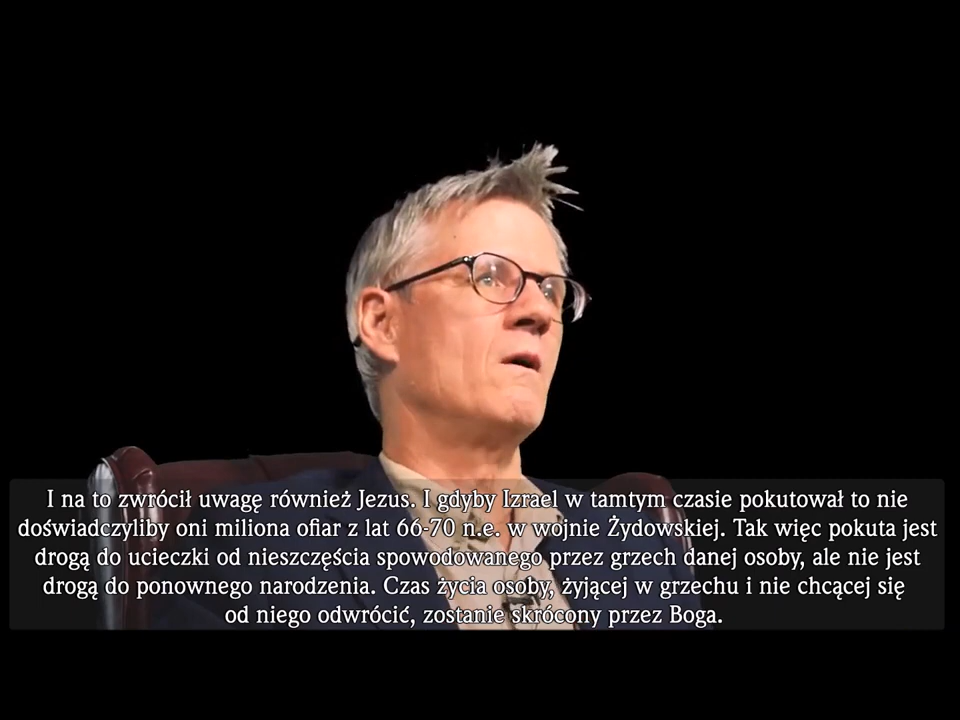 I na to zwrócił uwagę również Jezus. I gdyby Izrael w tamtym czasie pokutował to nie
doświadczyliby oni miliona ofiar z lat 66-70 n.e. w wojnie Żydowskiej. Tak więc pokuta jest
drogą do ucieczki od nieszczęścia spowodowanego przez grzech danej osoby, ale nie jest
drogą do ponownego narodzenia. Czas życia osoby, żyjącej w grzechu i nie chcącej się
od niego odwrócić, zostanie skrócony przez Boga.